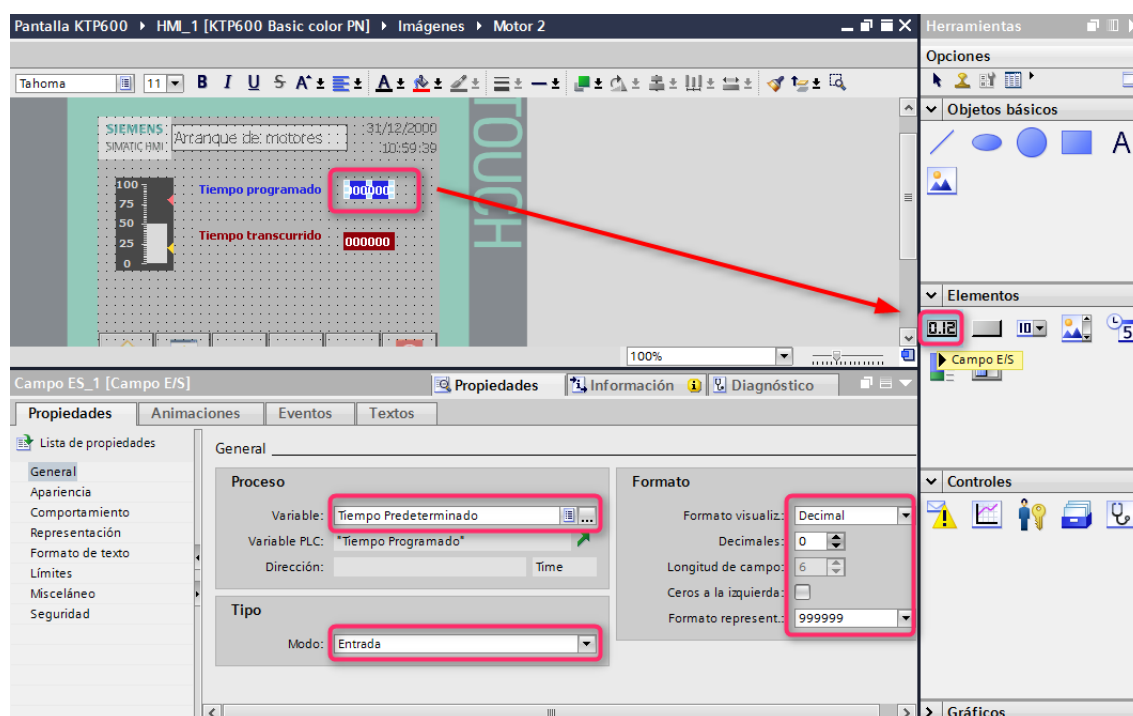 Pantalla KTP600 ▸ HMI_1 [KTP600 Basic color PN] ▸ Imágenes ▸ Motor 2
Herramientas
Opciones
Tahoma 11 B I U S A
Objetos básicos
A
SIEMENS
SIMATIC HMI
Arranque de motores
31/12/2000
10:59:39
TOUCH
100
75
50
25
0
Tiempo programado 000000
Tiempo transcurrido 000000
Elementos
0.12
10
5
Campo E/S
100%
Campo ES_1 [Campo E/S]
Propiedades Información Diagnóstico
Propiedades Animaciones Eventos Textos
Lista de propiedades
General
Apariencia
Comportamiento
Representación
Formato de texto
Límites
Misceláneo
Seguridad
General
Proceso
Variable: Tiempo Predeterminado ...
Variable PLC: "Tiempo Programado"
Dirección: Time
Tipo
Modo: Entrada
Formato
Formato visualiz.: Decimal
Decimales: 0
Longitud de campo: 6
Ceros a la izquierda:
Formato represent.: 999999
Controles
Gráficos